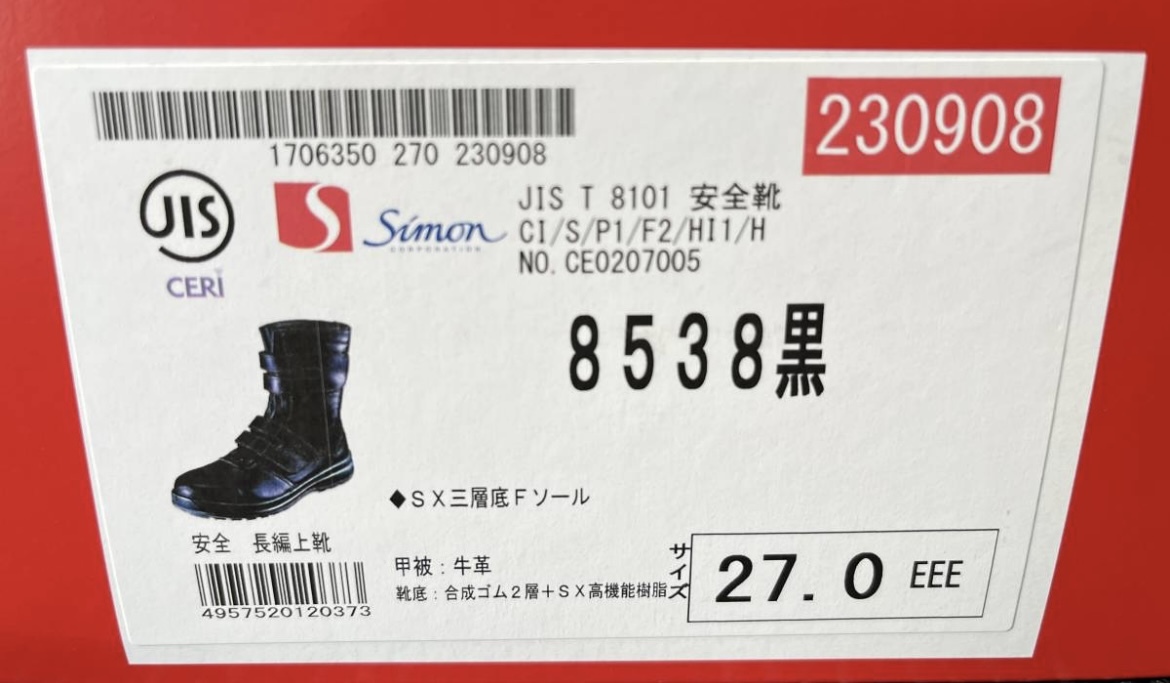 230908
1706350 270 230908
JIS
CERI
Simon
CORPORATION
JIS T 8101 安全靴
CI/S/P1/F2/HI1/H
NO.CE0207005
8538黒
◆SX三層底Fソール
安全 長編上靴
4957520120373
甲被:牛革
靴底:合成ゴム2層+SX高機能樹脂
サイズ
27.0 EEE